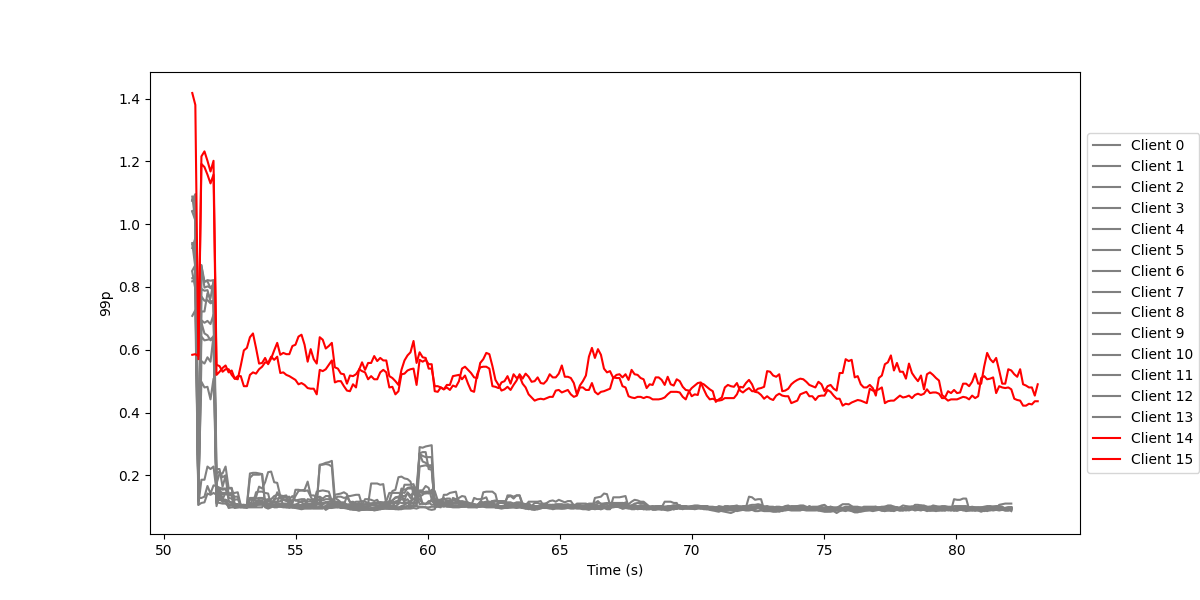 1.4
1.2
1.0
0.8
0.6
0.4
0.2
99p
50
55
60
65
70
75
80
Time (s)
Client 0
Client 1
Client 2
Client 3
Client 4
Client 5
Client 6
Client 7
Client 8
Client 9
Client 10
Client 11
Client 12
Client 13
Client 14
Client 15